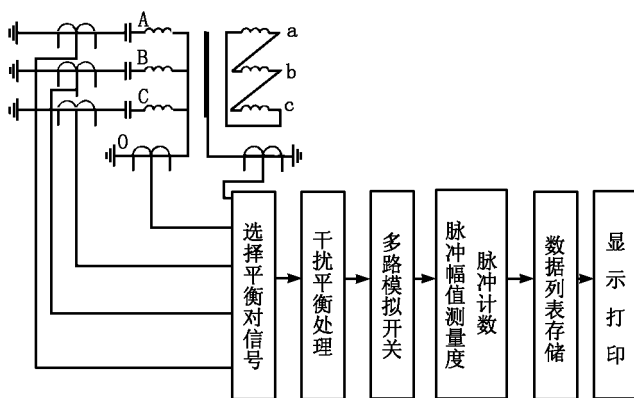 A
a
B
b
C
c
O
选择平衡对信号
干扰平衡处理
多路模拟开关
脉冲幅值测量度
脉冲计数
数据列表存储
显示打印